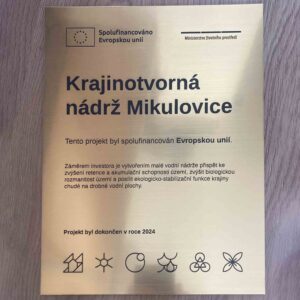 Spolufinancováno
Evropskou unií
Ministerstvo životního prostředí
Krajinotvorná
nádrž Mikulovice
Tento projekt byl spolufinancován Evropskou unií.
Záměrem investora je vytvořením malé vodní nádrže přispět ke
zvýšení retence a akumulační schopnosti území, zvýšit biologickou
rozmanitost území a posílit ekologicko-stabilizační funkce krajiny
chudé na drobné vodní plochy.
Projekt byl dokončen v roce 2024